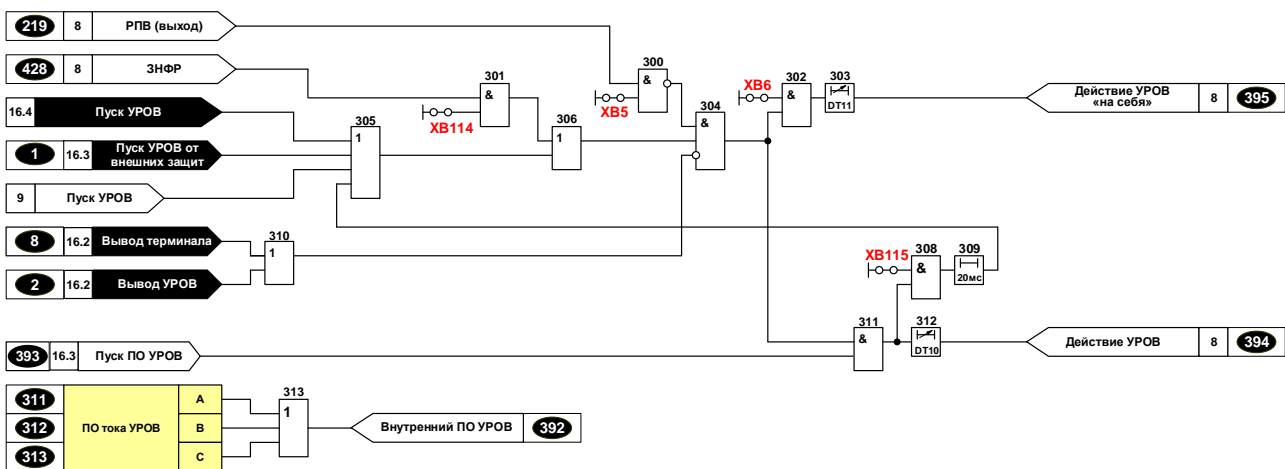 219 8 РПВ (выход)
428 8 ЗНФР
16.4 Пуск УРОВ
1 16.3 Пуск УРОВ от
внешних защит
9 Пуск УРОВ
8 16.2 Вывод терминала
2 16.2 Вывод УРОВ
393 16.3 Пуск ПО УРОВ
311 A
312 ПО тока УРОВ B
313 C
305
1
310
1
301
&
XB114
306
1
300
&
XB5
304
&
XB6
302
&
303
DT11
Действие УРОВ
«на себя»
8 395
XB115
308
&
309
20мс
311
&
312
DT10
Действие УРОВ 8 394
313
1
Внутренний ПО УРОВ 392